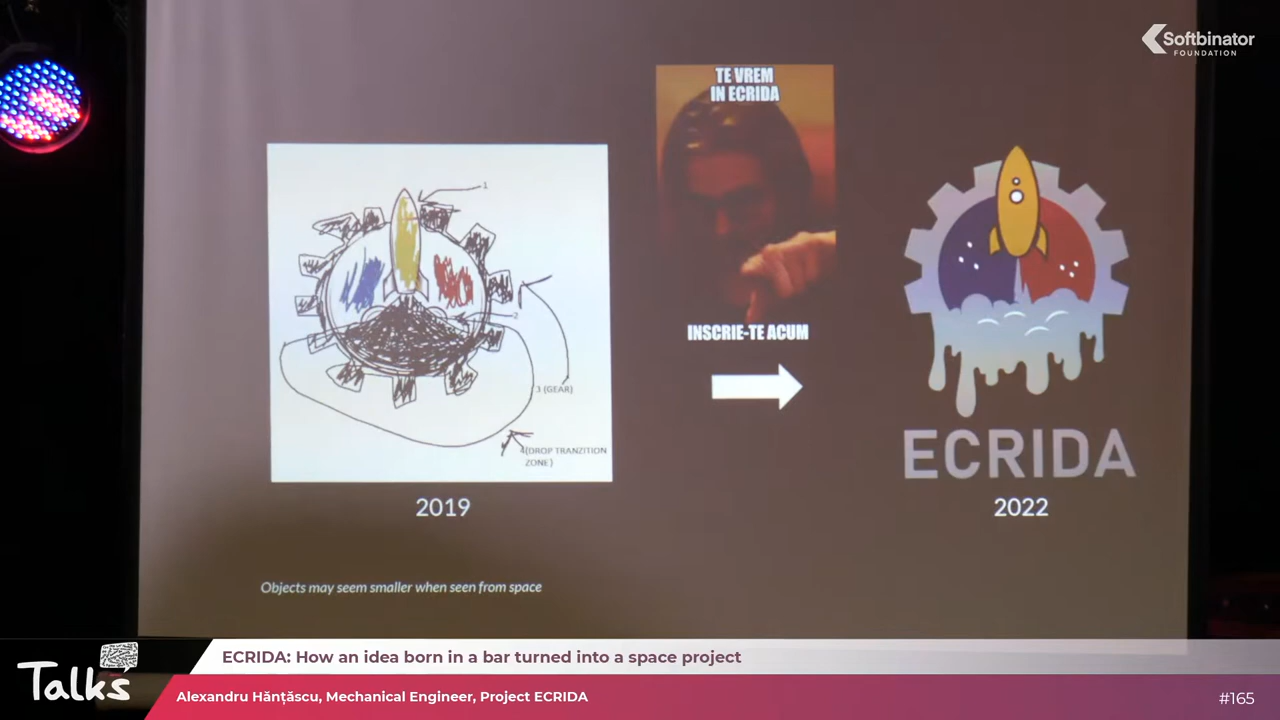 Softbinator
FOUNDATION
TE VREM
IN ECRIDA
INSCRIE-TE ACUM
1
2
3 (GEAR)
4(DROP TRANZITION
ZONE)
ECRIDA
2019
2022
Objects may seem smaller when seen from space
Talks
ECRIDA: How an idea born in a bar turned into a space project
Alexandru Hănțăscu, Mechanical Engineer, Project ECRIDA
#165